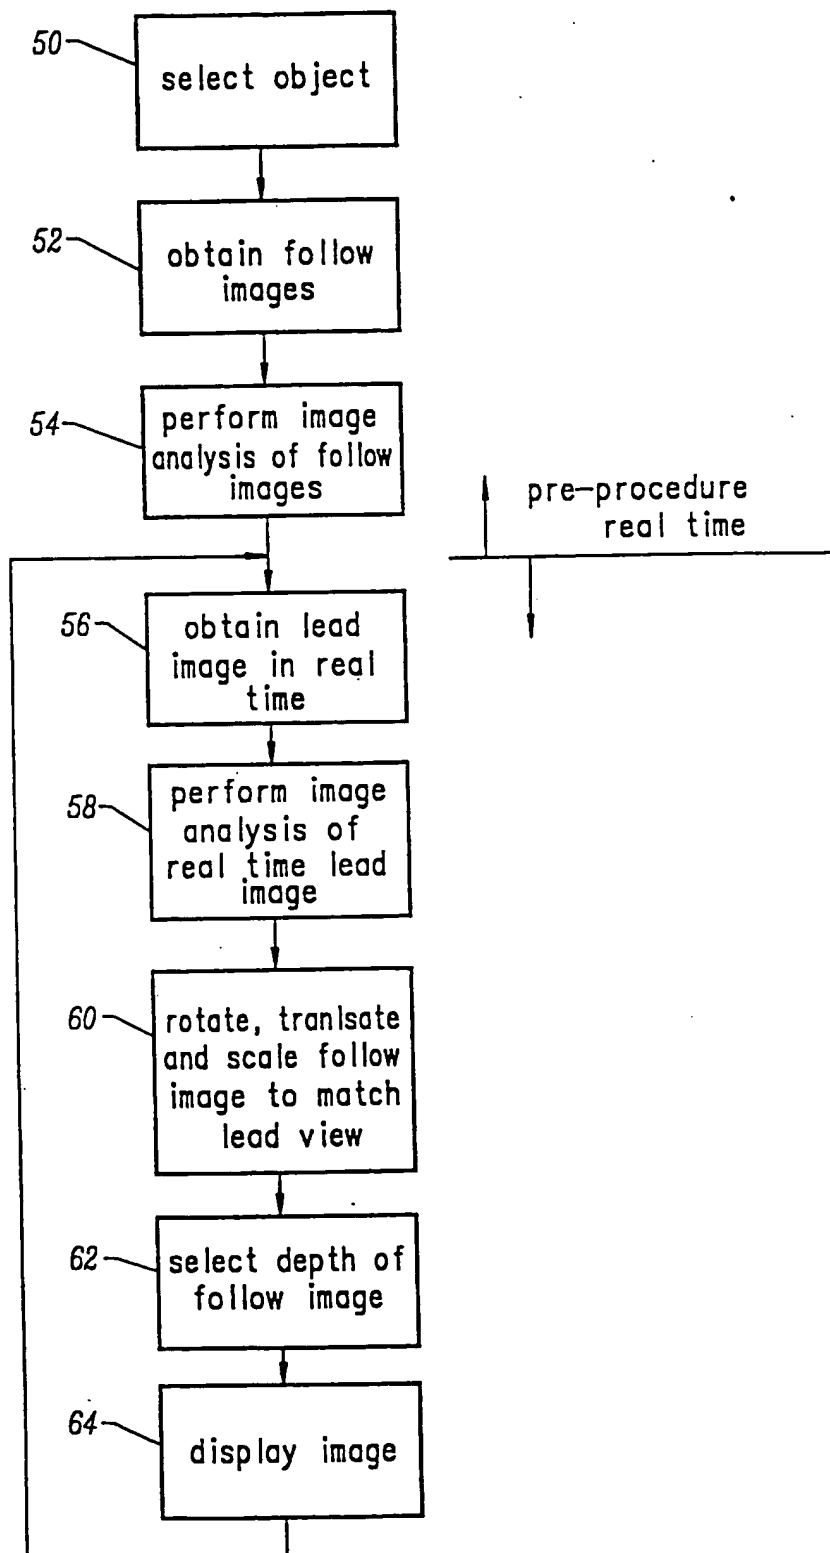 50
select object
52
obtain follow
images
54
perform image
analysis of follow
images
pre-procedure
real time
56
obtain lead
image in real
time
58
perform image
analysis of
real time lead
image
60
rotate, tranlsate
and scale follow
image to match
lead view
62
select depth of
follow image
64
display image